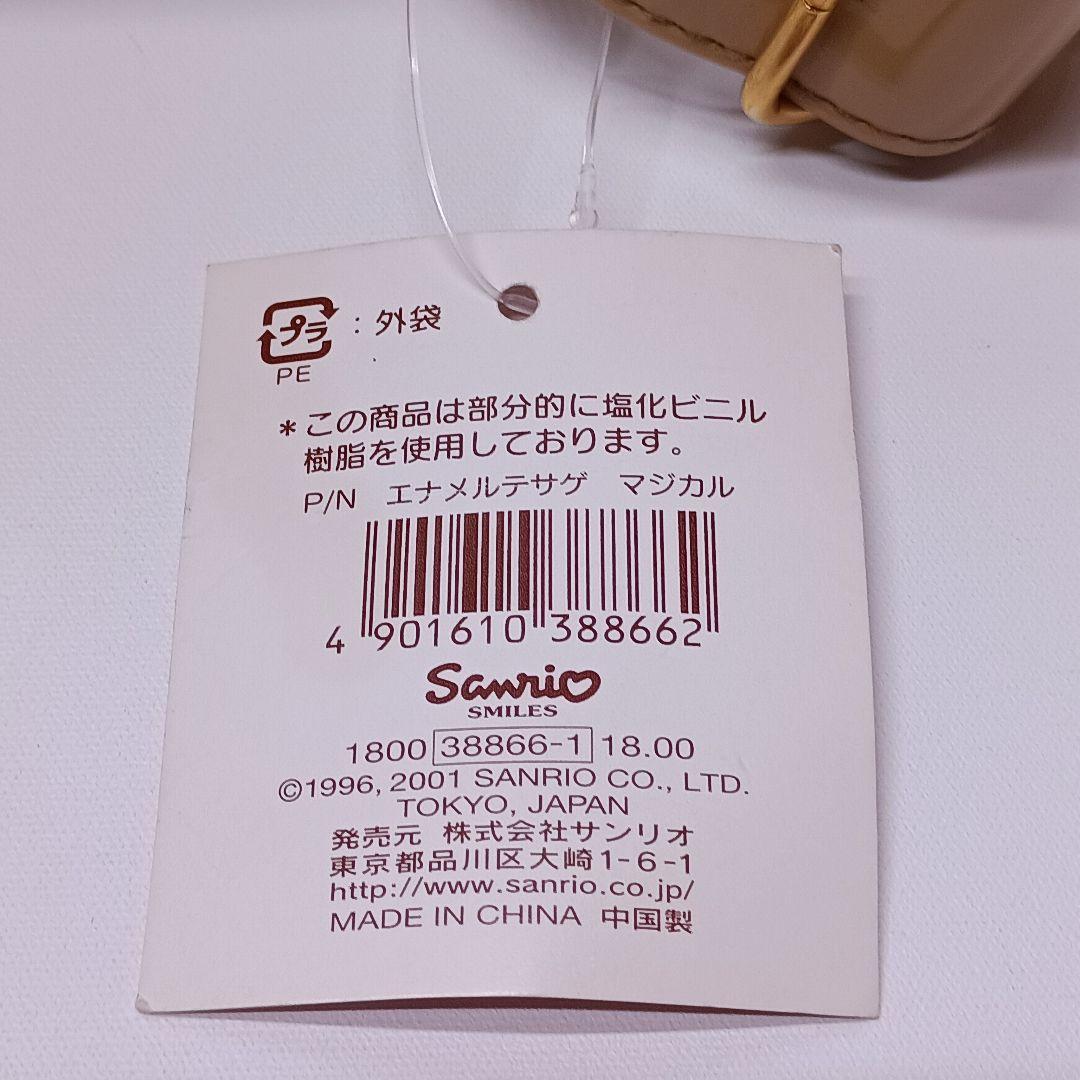 プラ : 外袋
PE
*この商品は部分的に塩化ビニル
樹脂を使用しております。
P/N エナメルテサゲ マジカル
4 901610 388662
Sanrio
SMILES
1800 38866-1 18.00
©1996, 2001 SANRIO CO., LTD.
TOKYO, JAPAN
発売元 株式会社サンリオ
東京都品川区大崎1-6-1
http://www.sanrio.co.jp/
MADE IN CHINA 中国製